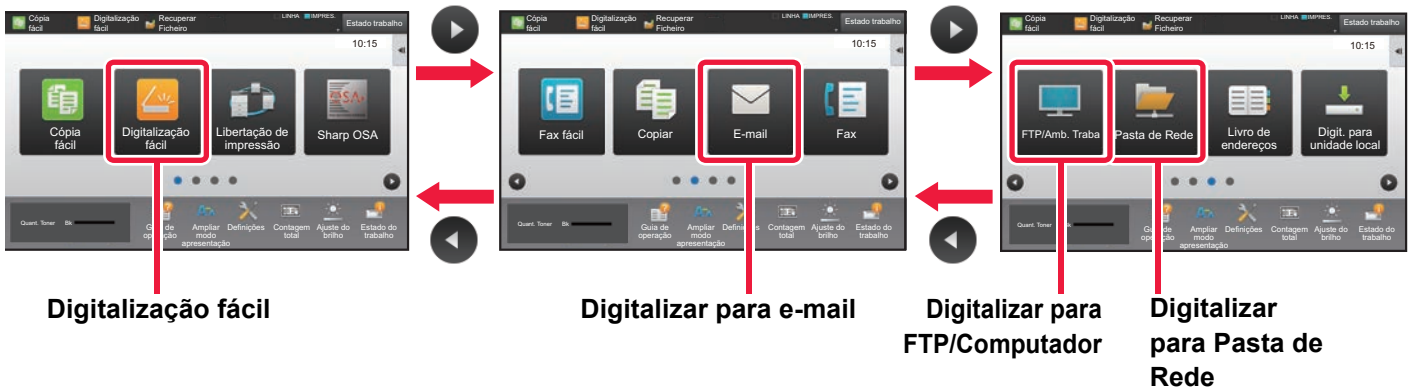 Cópia fácil
Digitalização fácil
Recuperar Ficheiro
LINHA
IMPRES.
Estado trabalho
10:15
Cópia fácil
Digitalização fácil
Libertação de impressão
Sharp OSA
Quant. Toner
Bk
Guia de operação
Ampliar modo apresentação
Definições
Contagem total
Ajuste do brilho
Estado do trabalho
Digitalização fácil
Cópia fácil
Digitalização fácil
Recuperar Ficheiro
LINHA
IMPRES.
Estado trabalho
10:15
Fax fácil
Copiar
E-mail
Fax
Quant. Toner
Bk
Guia de operação
Ampliar modo apresentação
Definições
Contagem total
Ajuste do brilho
Estado do trabalho
Digitalizar para e-mail
Cópia fácil
Digitalização fácil
Recuperar Ficheiro
LINHA
IMPRES.
Estado trabalho
10:15
FTP/Amb. Traba
Pasta de Rede
Livro de endereços
Digit. para unidade local
Quant. Toner
Bk
Guia de operação
Ampliar modo apresentação
Definições
Contagem total
Ajuste do brilho
Estado do trabalho
Digitalizar para
FTP/Computador
Digitalizar
para Pasta de
Rede